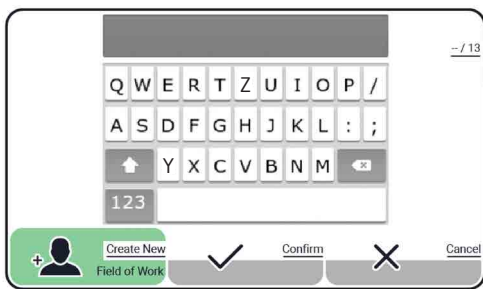 -- / 13
Q W E R T Z U I O P /
A S D F G H J K L : ;
Y X C V B N M
123
Create New
Field of Work
Confirm
Cancel